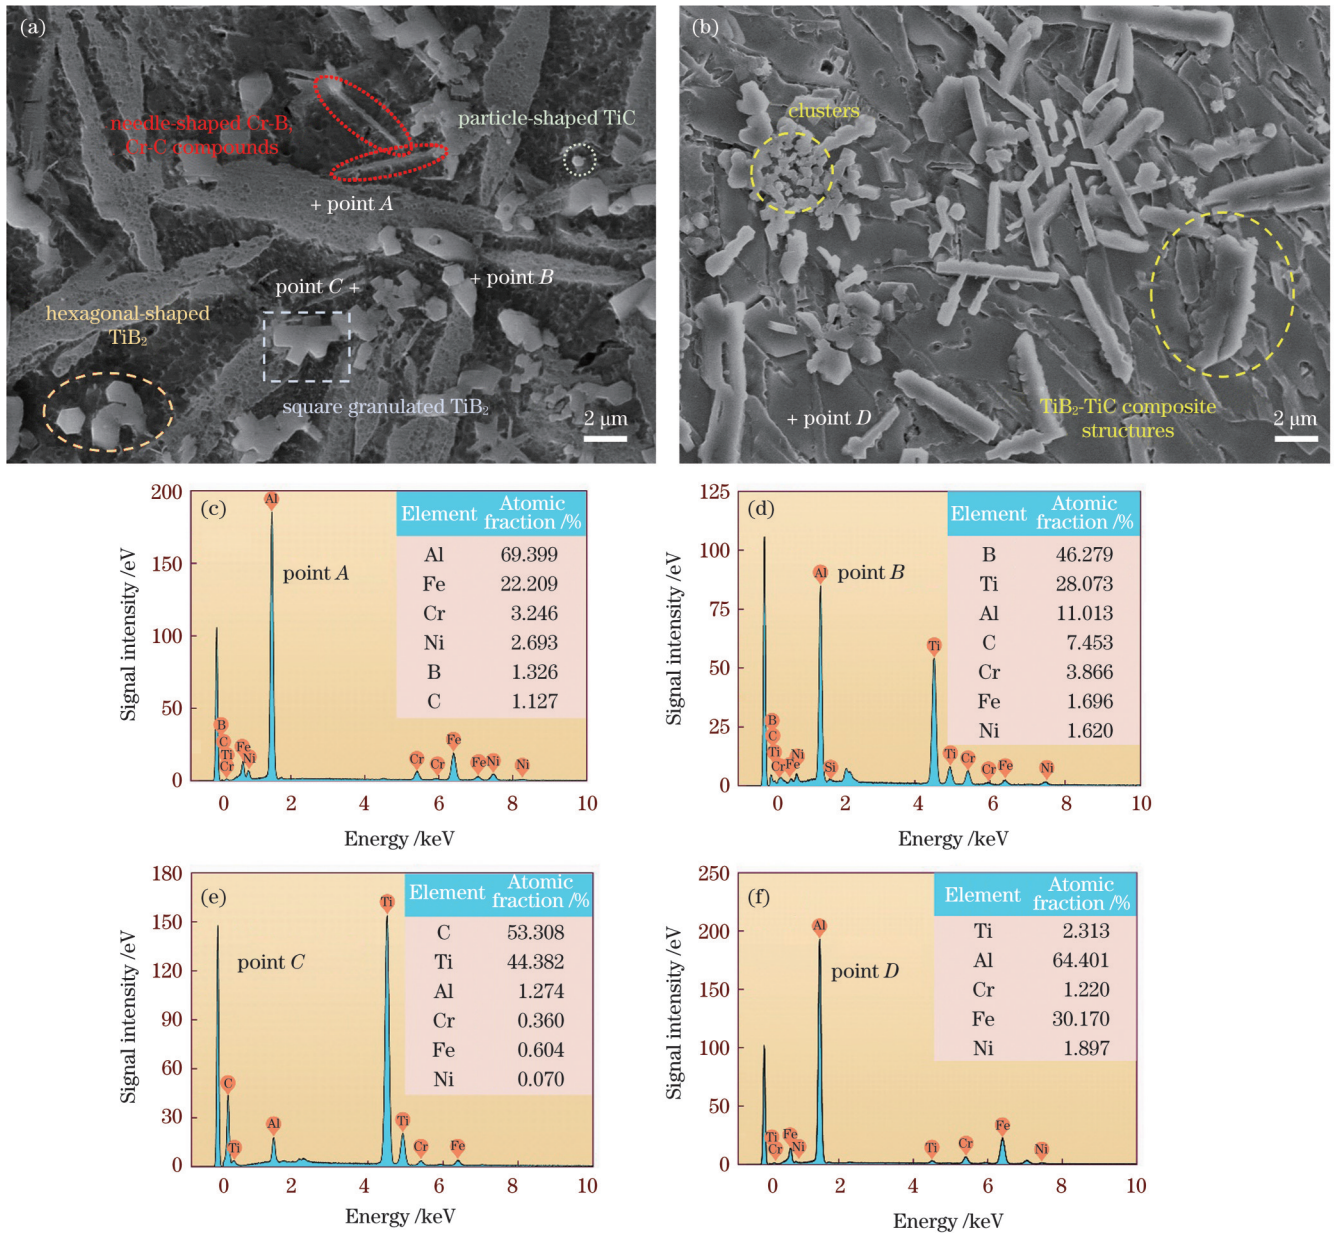 (a)
needle-shaped Cr-B,
Cr-C compounds
particle-shaped TiC
+ point A
+ point B
point C +
hexagonal-shaped
TiB₂
square granulated TiB₂
2 μm
(b)
clusters
+ point D
TiB₂-TiC composite
structures
2 μm
(c)
point A
Signal intensity /eV
200
150
100
50
0
0 2 4 6 8 10
Energy /keV
Element Atomic fraction /%
Al 69.399
Fe 22.209
Cr 3.246
Ni 2.693
B 1.326
C 1.127
Al
B
C
Ti
Cr
Fe
Ni
Cr
Cr
Fe
Fe
Ni
Ni
(d)
point B
Signal intensity /eV
125
100
75
50
25
0
0 2 4 6 8 10
Energy /keV
Element Atomic fraction /%
B 46.279
Ti 28.073
Al 11.013
C 7.453
Cr 3.866
Fe 1.696
Ni 1.620
Al
Ti
B
C
Ti
Cr
Fe
Ni
Si
Ti
Cr
Cr
Fe
Ni
(e)
point C
Signal intensity /eV
180
150
120
90
60
30
0
0 2 4 6 8 10
Energy /keV
Element Atomic fraction /%
C 53.308
Ti 44.382
Al 1.274
Cr 0.360
Fe 0.604
Ni 0.070
C
Ti
Al
Ti
Ti
Cr
Fe
(f)
point D
Signal intensity /eV
250
200
150
100
50
0
0 2 4 6 8 10
Energy /keV
Element Atomic fraction /%
Ti 2.313
Al 64.401
Cr 1.220
Fe 30.170
Ni 1.897
Al
Ti
Cr
Fe
Ni
Ti
Cr
Fe
Ni